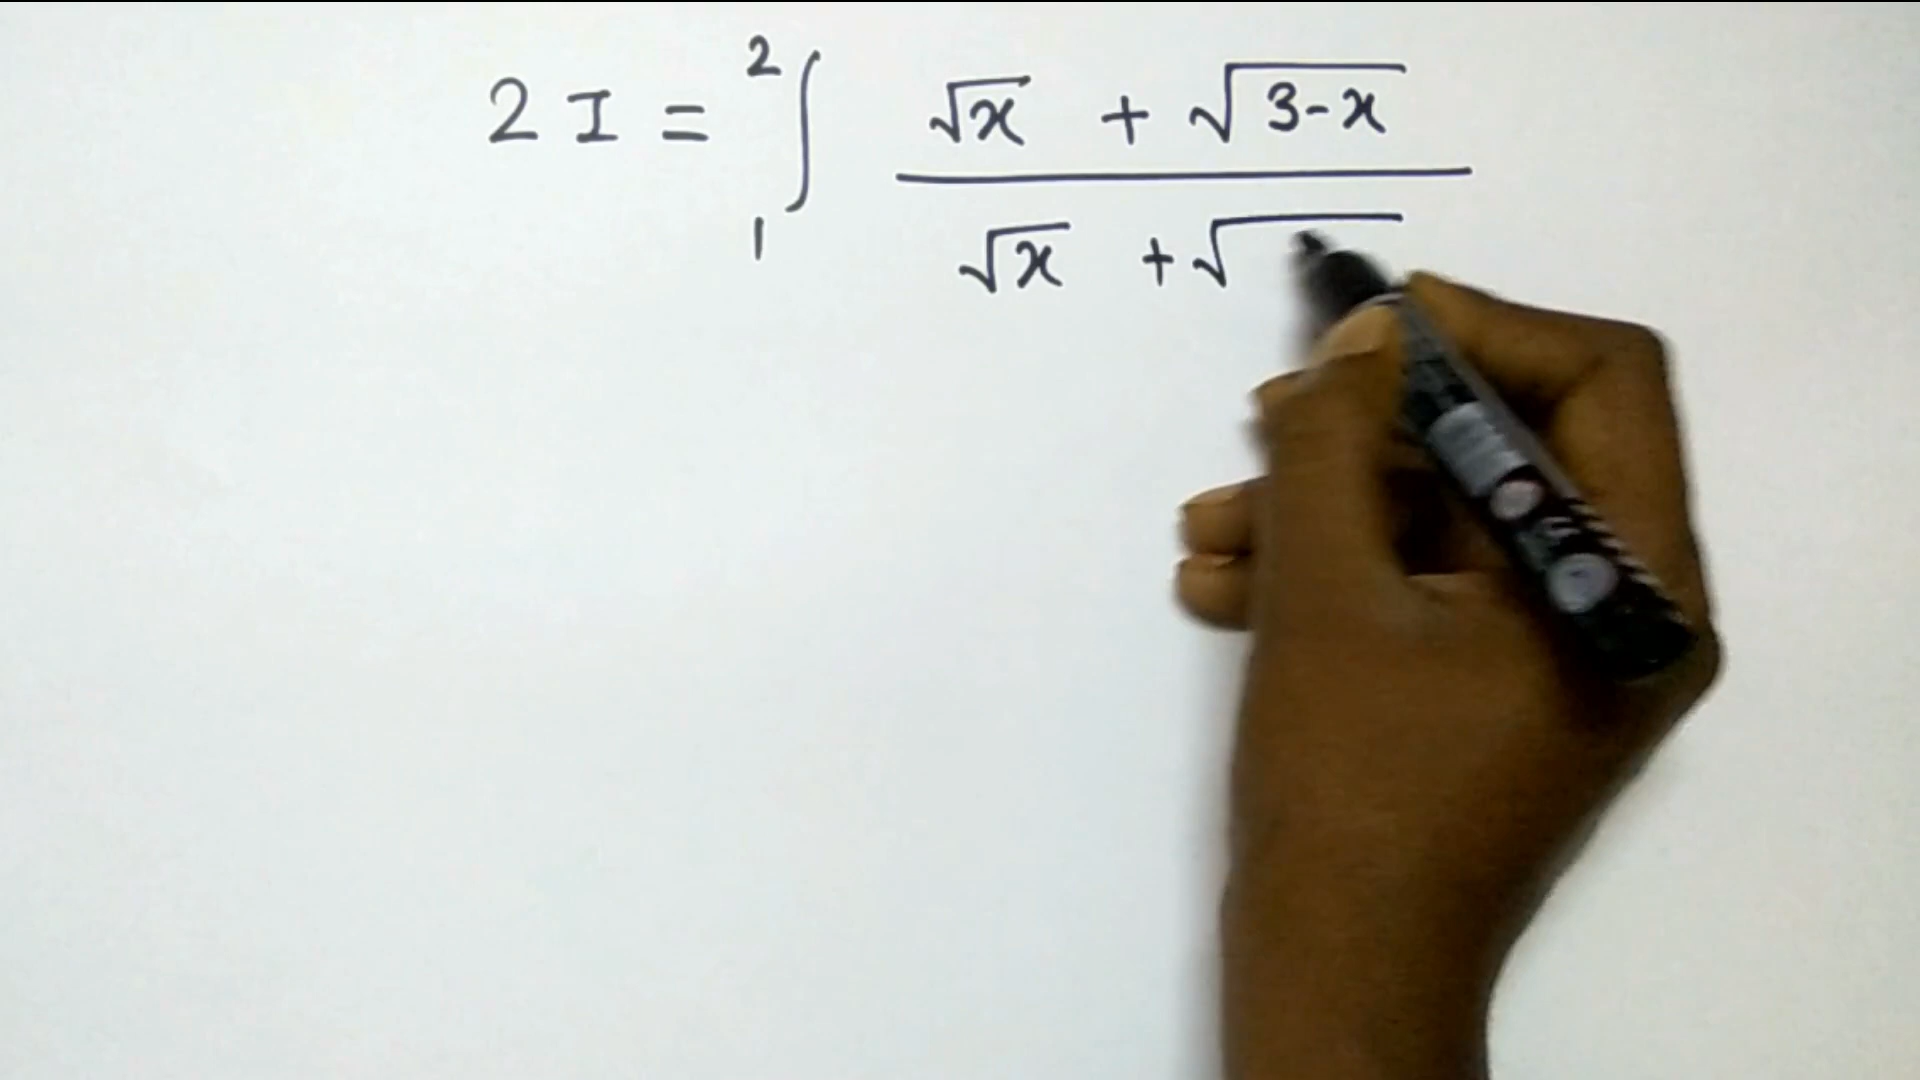 2 I = ∫₁² (√x + √(3-x)) / (√x + √ )